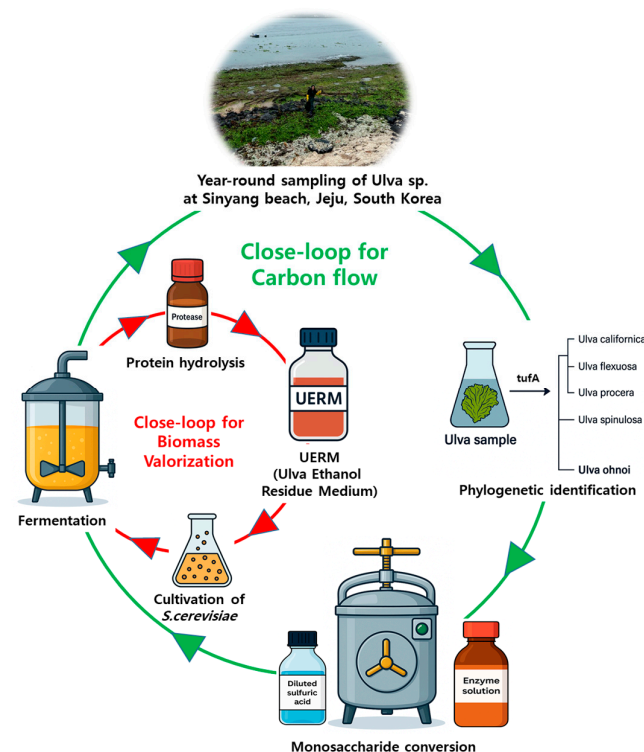 Year-round sampling of Ulva sp.
at Sinyang beach, Jeju, South Korea
Close-loop for
Carbon flow
Protease
Protein hydrolysis
UERM
UERM
(Ulva Ethanol
Residue Medium)
Close-loop for
Biomass
Valorization
Fermentation
Cultivation of
S.cerevisiae
Ulva sample
tufA
Ulva californica
Ulva flexuosa
Ulva procera
Ulva spinulosa
Ulva ohnoi
Phylogenetic identification
Diluted
sulfuric
acid
Enzyme
solution
Monosaccharide conversion